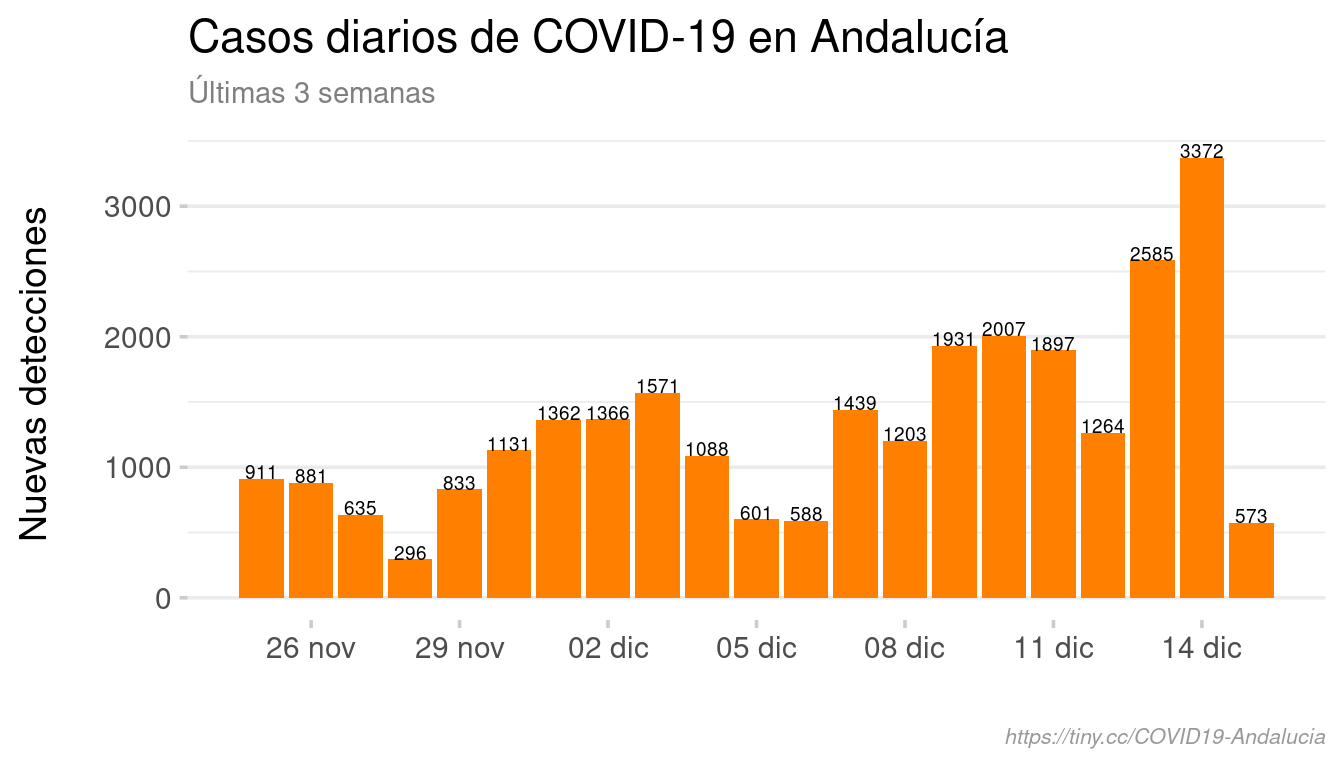 Casos diarios de COVID-19 en Andalucía
Últimas 3 semanas
Nuevas detecciones
3000
2000
1000
0
911
881
635
296
833
1131
1362
1366
1571
1088
601
588
1439
1203
1931
2007
1897
1264
2585
3372
573
26 nov
29 nov
02 dic
05 dic
08 dic
11 dic
14 dic
https://tiny.cc/COVID19-Andalucia